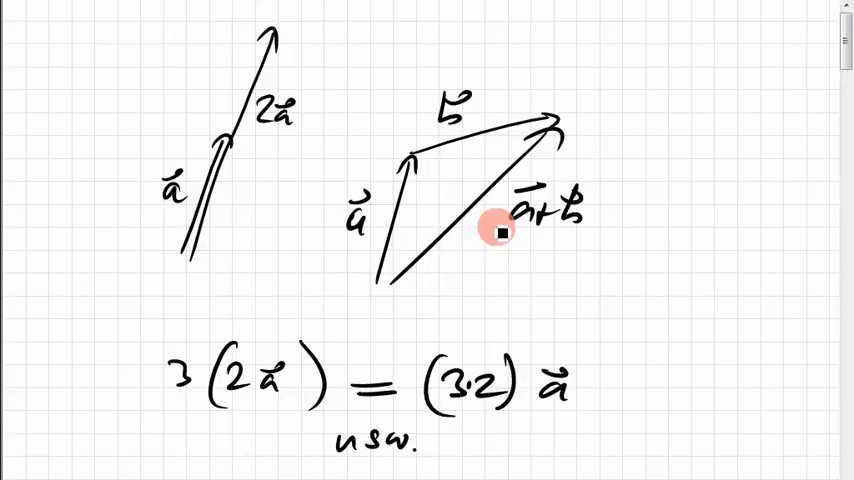 2a⃗
b⃗
a⃗
a⃗
a⃗+b⃗
3(2a⃗) = (3·2) a⃗
usw.